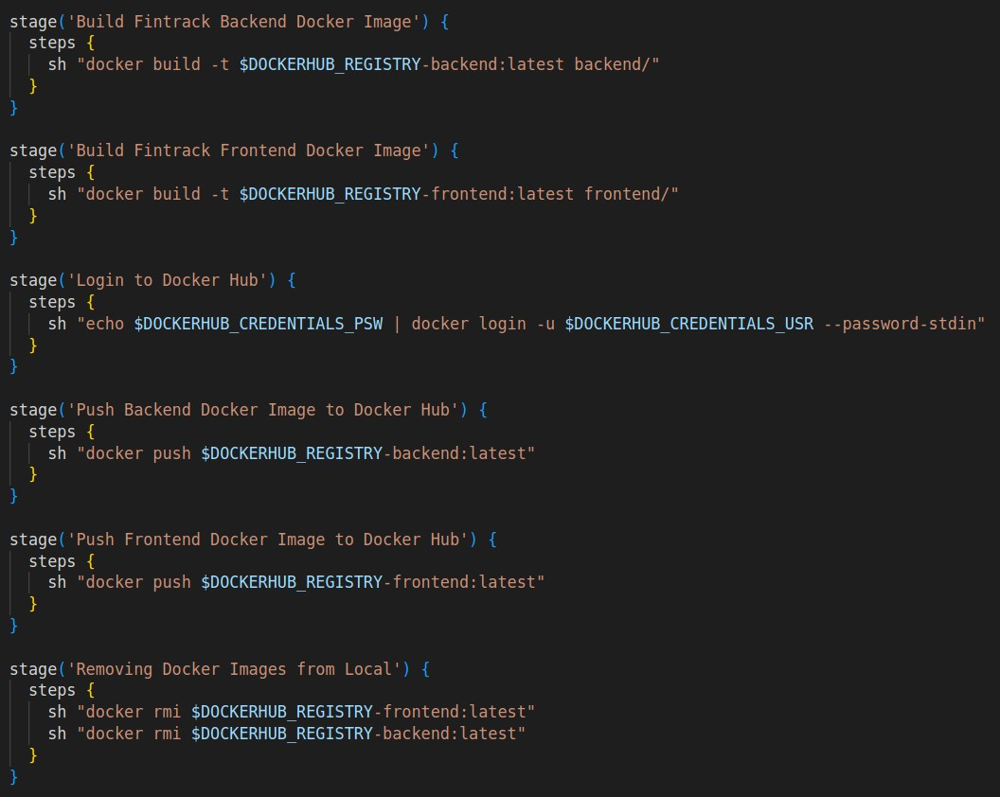 stage('Build Fintrack Backend Docker Image') {
  steps {
    sh "docker build -t $DOCKERHUB_REGISTRY-backend:latest backend/"
  }
}

stage('Build Fintrack Frontend Docker Image') {
  steps {
    sh "docker build -t $DOCKERHUB_REGISTRY-frontend:latest frontend/"
  }
}

stage('Login to Docker Hub') {
  steps {
    sh "echo $DOCKERHUB_CREDENTIALS_PSW | docker login -u $DOCKERHUB_CREDENTIALS_USR --password-stdin"
  }
}

stage('Push Backend Docker Image to Docker Hub') {
  steps {
    sh "docker push $DOCKERHUB_REGISTRY-backend:latest"
  }
}

stage('Push Frontend Docker Image to Docker Hub') {
  steps {
    sh "docker push $DOCKERHUB_REGISTRY-frontend:latest"
  }
}

stage('Removing Docker Images from Local') {
  steps {
    sh "docker rmi $DOCKERHUB_REGISTRY-frontend:latest"
    sh "docker rmi $DOCKERHUB_REGISTRY-backend:latest"
  }
}